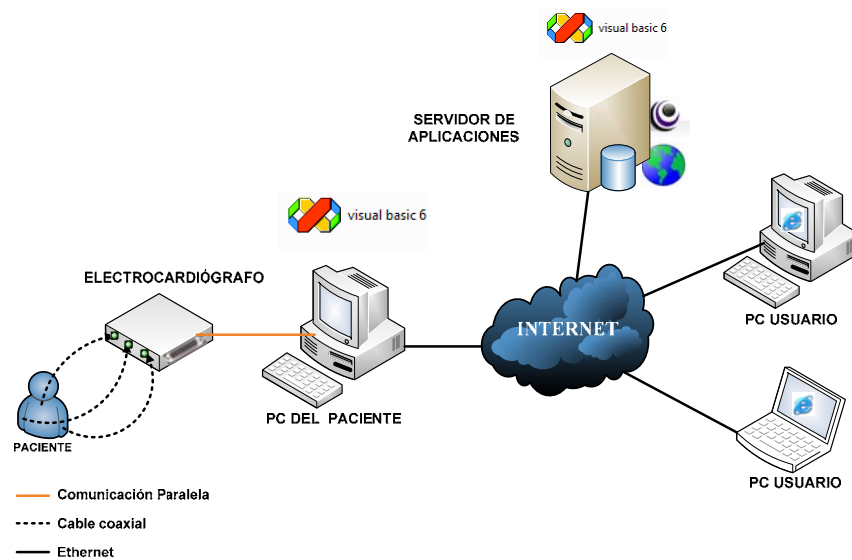 visual basic 6
SERVIDOR DE
APLICACIONES
visual basic 6
ELECTROCARDIÓGRAFO
INTERNET
PC USUARIO
PC DEL PACIENTE
PACIENTE
PC USUARIO
Comunicación Paralela
Cable coaxial
Ethernet